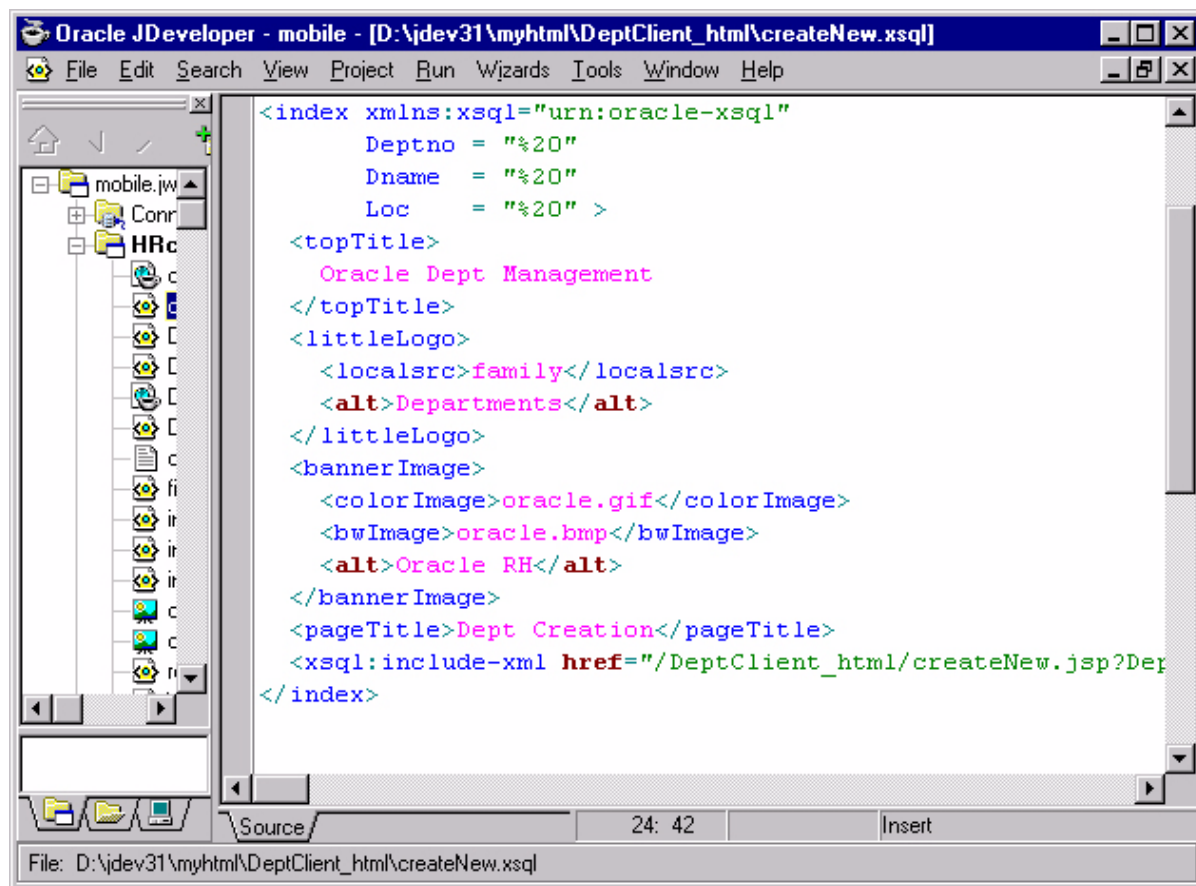 Oracle JDeveloper - mobile - [D:\jdev31\myhtml\DeptClient_html\createNew.xsql]
File Edit Search View Project Run Wizards Tools Window Help
mobile.jw
Conr
HRc
fi
<index xmlns:xsql="urn:oracle-xsql"
Deptno = "%20"
Dname = "%20"
Loc = "%20" >
<topTitle>
Oracle Dept Management
</topTitle>
<littleLogo>
<localsrc>family</localsrc>
<alt>Departments</alt>
</littleLogo>
<bannerImage>
<colorImage>oracle.gif</colorImage>
<bwImage>oracle.bmp</bwImage>
<alt>Oracle RH</alt>
</bannerImage>
<pageTitle>Dept Creation</pageTitle>
<xsql:include-xml href="/DeptClient_html/createNew.jsp?Dep
</index>
Source 24: 42 Insert
File: D:\jdev31\myhtml\DeptClient_html\createNew.xsql